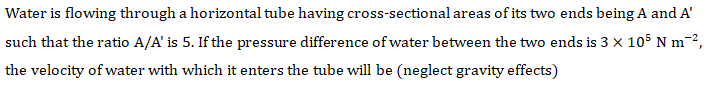 Water is flowing through a horizontal tube having cross-sectional areas of its two ends being A and A'
such that the ratio A/A' is 5. If the pressure difference of water between the two ends is 3 × 10⁵ N m⁻²,
the velocity of water with which it enters the tube will be (neglect gravity effects)